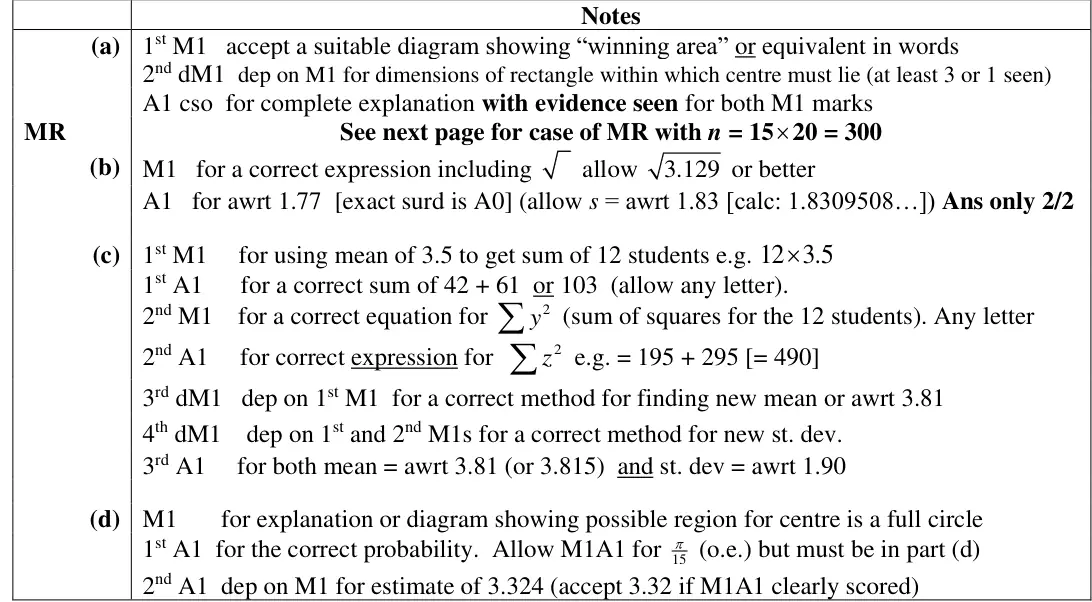 Notes
(a) 1st M1 accept a suitable diagram showing “winning area” or equivalent in words
2nd dM1 dep on M1 for dimensions of rectangle within which centre must lie (at least 3 or 1 seen)
A1 cso for complete explanation with evidence seen for both M1 marks
MR See next page for case of MR with n = 15×20 = 300
(b) M1 for a correct expression including √ allow √3.129 or better
A1 for awrt 1.77 [exact surd is A0] (allow s = awrt 1.83 [calc: 1.8309508…]) Ans only 2/2
(c) 1st M1 for using mean of 3.5 to get sum of 12 students e.g. 12×3.5
1st A1 for a correct sum of 42 + 61 or 103 (allow any letter).
2nd M1 for a correct equation for ∑y² (sum of squares for the 12 students). Any letter
2nd A1 for correct expression for ∑z² e.g. = 195 + 295 [= 490]
3rd dM1 dep on 1st M1 for a correct method for finding new mean or awrt 3.81
4th dM1 dep on 1st and 2nd M1s for a correct method for new st. dev.
3rd A1 for both mean = awrt 3.81 (or 3.815) and st. dev = awrt 1.90
(d) M1 for explanation or diagram showing possible region for centre is a full circle
1st A1 for the correct probability. Allow M1A1 for π/15 (o.e.) but must be in part (d)
2nd A1 dep on M1 for estimate of 3.324 (accept 3.32 if M1A1 clearly scored)